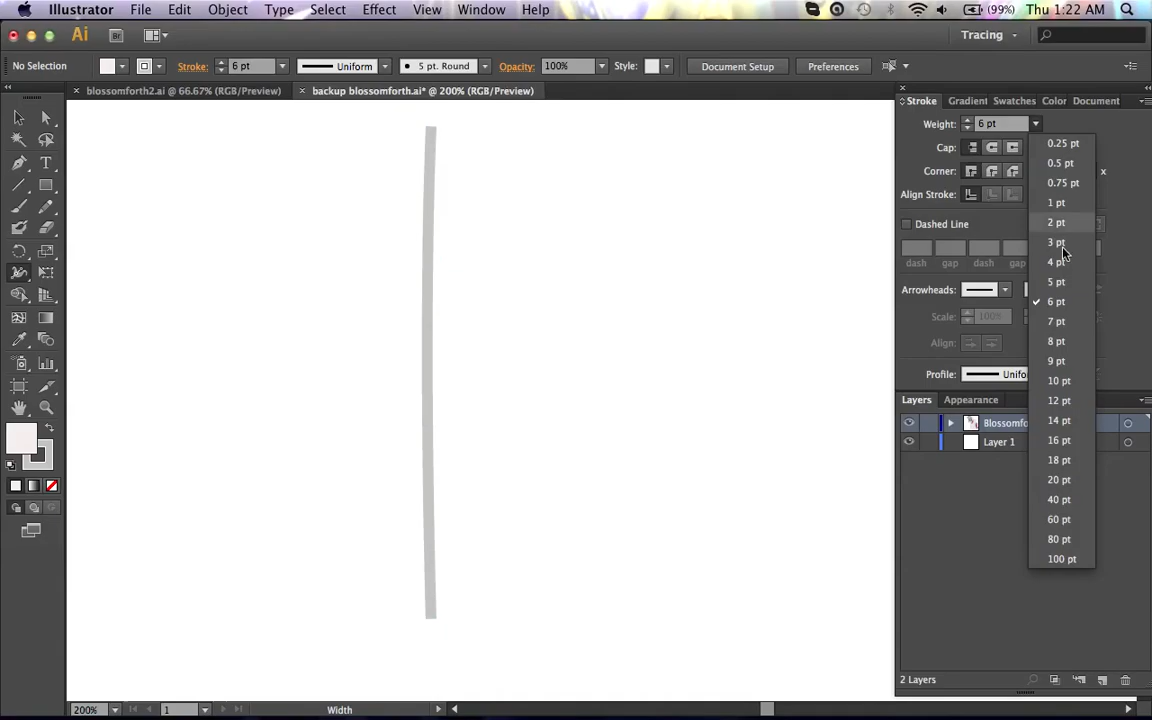 Illustrator File Edit Object Type Select Effect View Window Help (99%) Thu 1:22 AM
Ai Br Tracing
No Selection Stroke: 6 pt Uniform 5 pt. Round Opacity: 100% Style: Document Setup Preferences
blossomforth2.ai @ 66.67% (RGB/Preview) backup blossomforth.ai* @ 200% (RGB/Preview)
Stroke Gradient Swatches Color Document
Weight: 6 pt
0.25 pt
Cap:
0.5 pt
Corner: x
0.75 pt
Align Stroke:
1 pt
Dashed Line
2 pt
3 pt
dash gap dash gap
4 pt
5 pt
Arrowheads:
6 pt
Scale: 100%
7 pt
Align:
8 pt
9 pt
Profile: Unifo
10 pt
Layers Appearance
12 pt
Blossomfo
14 pt
Layer 1
16 pt
18 pt
20 pt
40 pt
60 pt
80 pt
100 pt
2 Layers
200% 1 Width